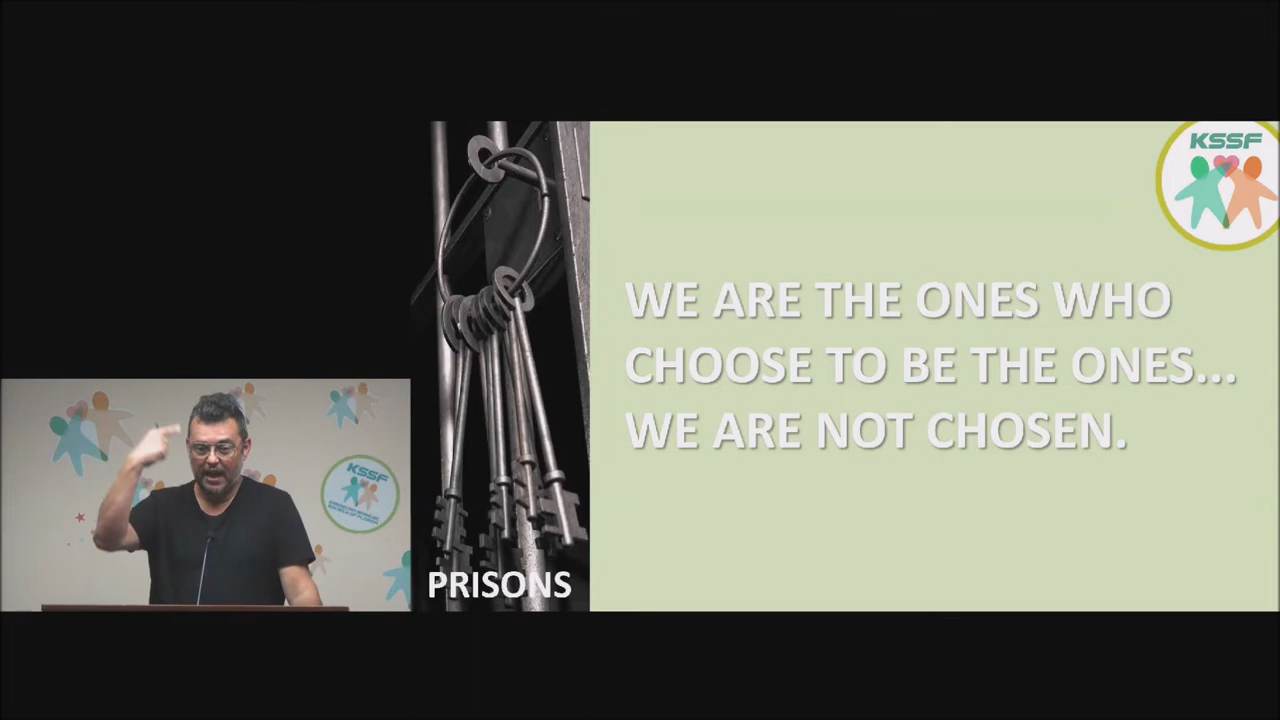 KSSF
WE ARE THE ONES WHO
CHOOSE TO BE THE ONES...
WE ARE NOT CHOSEN.
KSSF
PRISONS